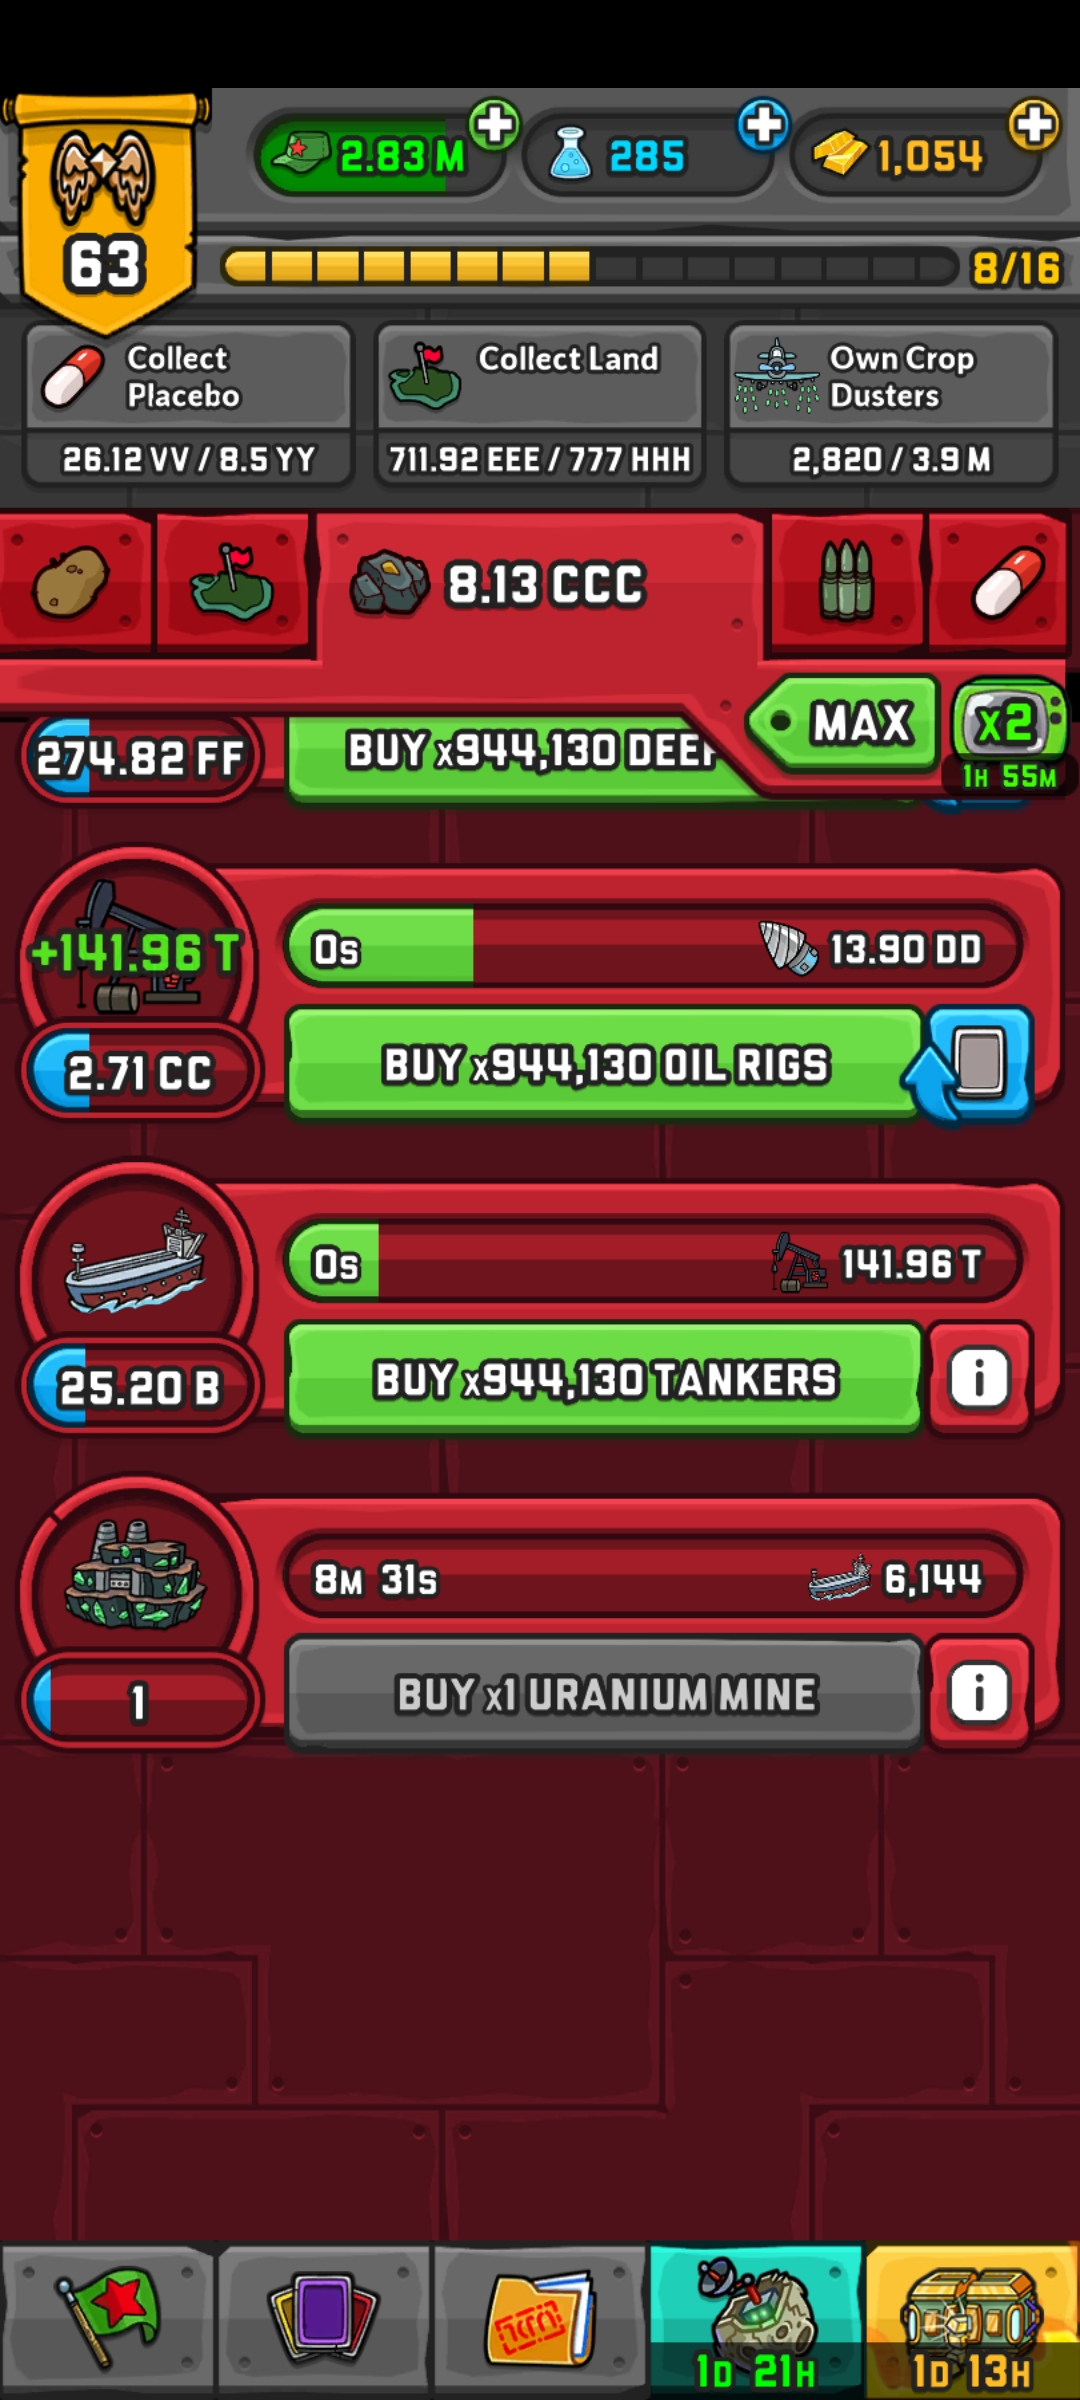 2.83 M
285
1,054
63
8/16
Collect
Placebo
26.12 VV / 8.5 YY
Collect Land
711.92 EEE / 777 HHH
Own Crop
Dusters
2,820 / 3.9 M
8.13 CCC
MAX
x2
1H 55M
274.82 FF
BUY x944,130 DEEP
+141.96 T
0s
13.90 DD
2.71 CC
BUY x944,130 OIL RIGS
0s
141.96 T
25.20 B
BUY x944,130 TANKERS
i
8M 31s
6,144
1
BUY x1 URANIUM MINE
i
1D 21H
1D 13H